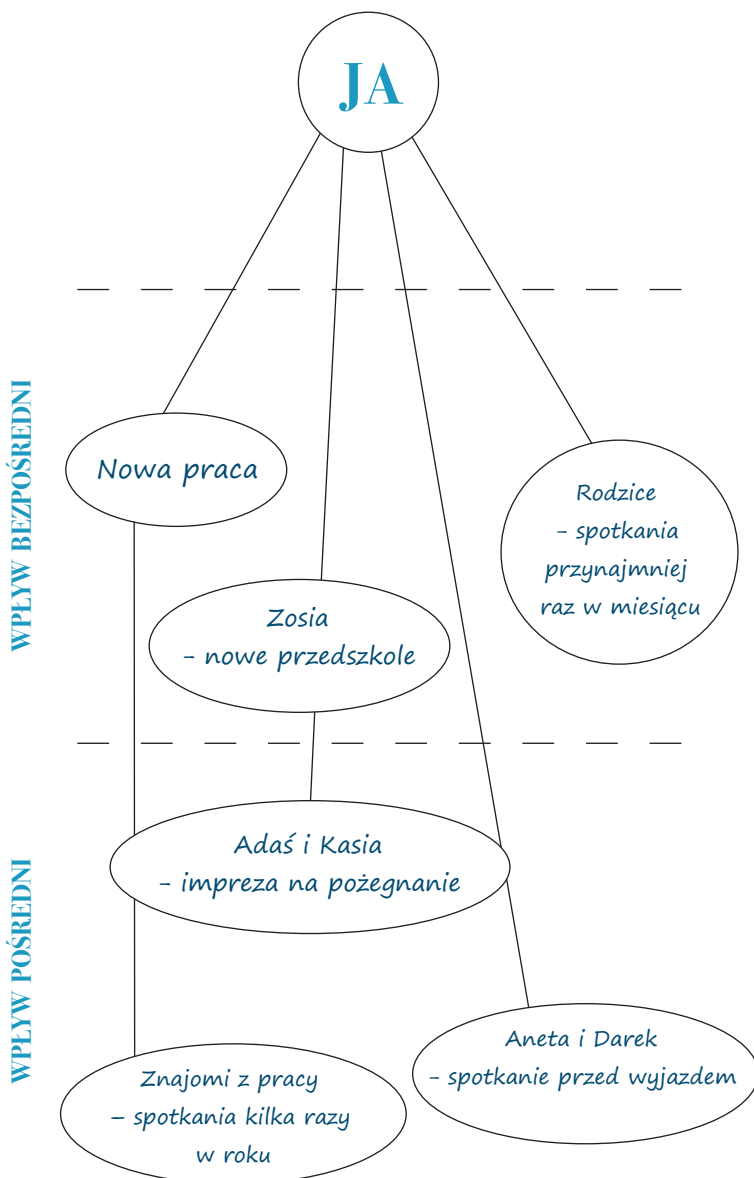 JA
WPŁYW BEZPOŚREDNI
Nowa praca
Rodzice
- spotkania
przynajmniej
raz w miesiącu
Zosia
- nowe przedszkole
WPŁYW POŚREDNI
Adaś i Kasia
- impreza na pożegnanie
Aneta i Darek
- spotkanie przed wyjazdem
Znajomi z pracy
– spotkania kilka razy
w roku